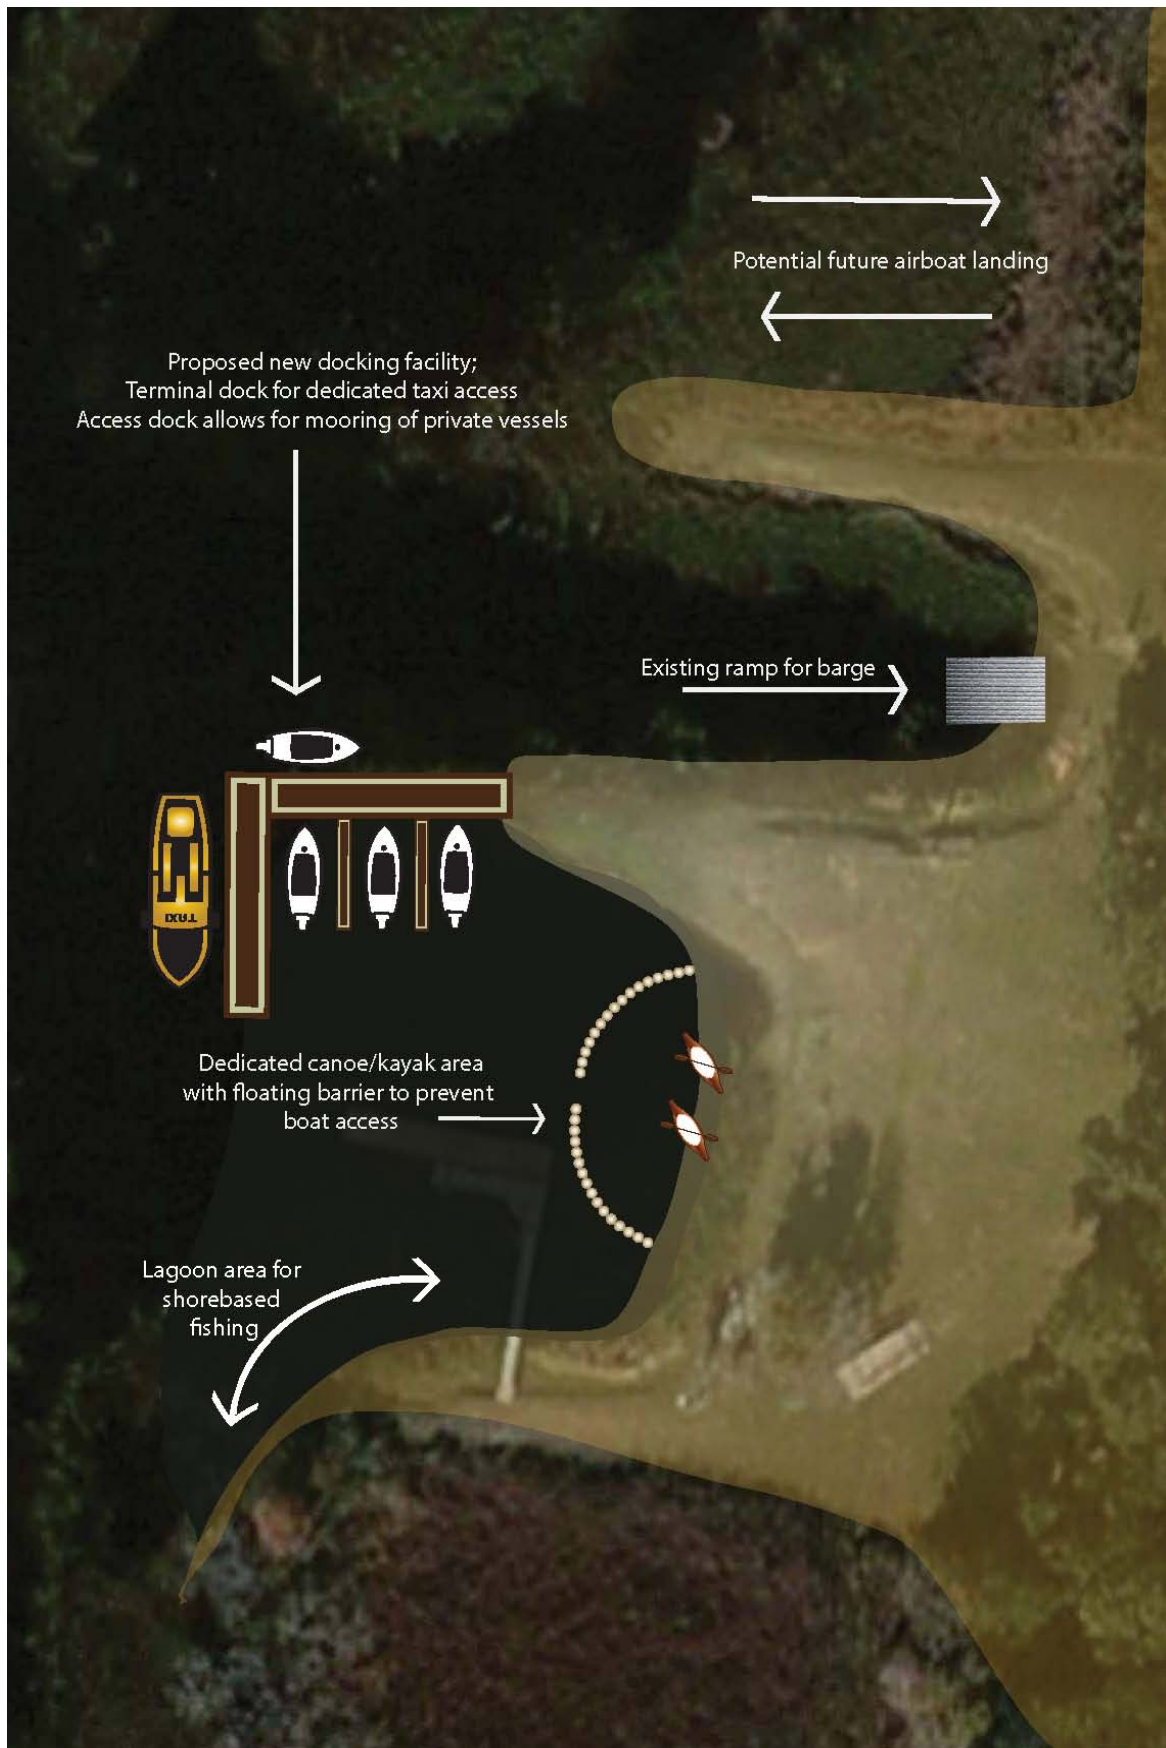 Potential future airboat landing
Proposed new docking facility;
Terminal dock for dedicated taxi access
Access dock allows for mooring of private vessels
Existing ramp for barge
TAXI
Dedicated canoe/kayak area
with floating barrier to prevent
boat access
Lagoon area for
shorebased
fishing